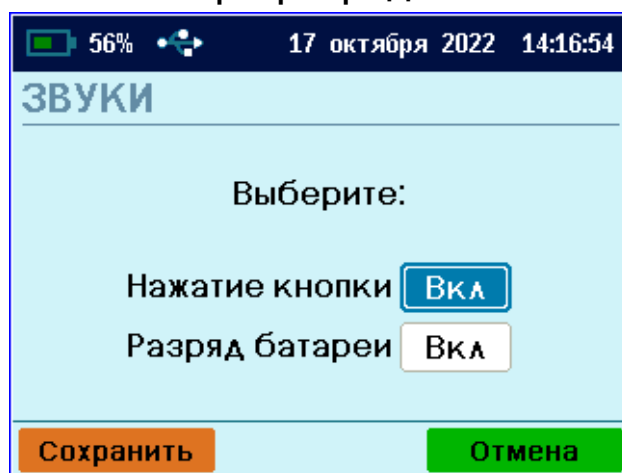 56% 17 октября 2022 14:16:54
ЗВУКИ
Выберите:
Нажатие кнопки Вкл
Разряд батареи Вкл
Сохранить Отмена